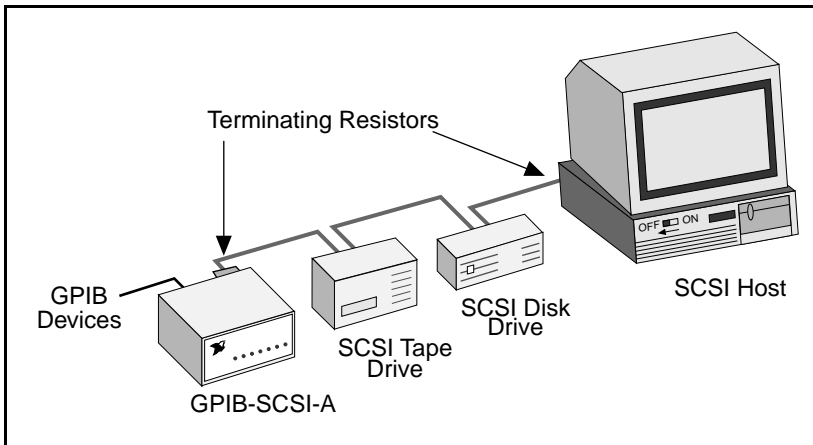 Terminating Resistors
OFF ON
GPIB
Devices
SCSI Host
SCSI Disk
Drive
SCSI Tape
Drive
GPIB-SCSI-A